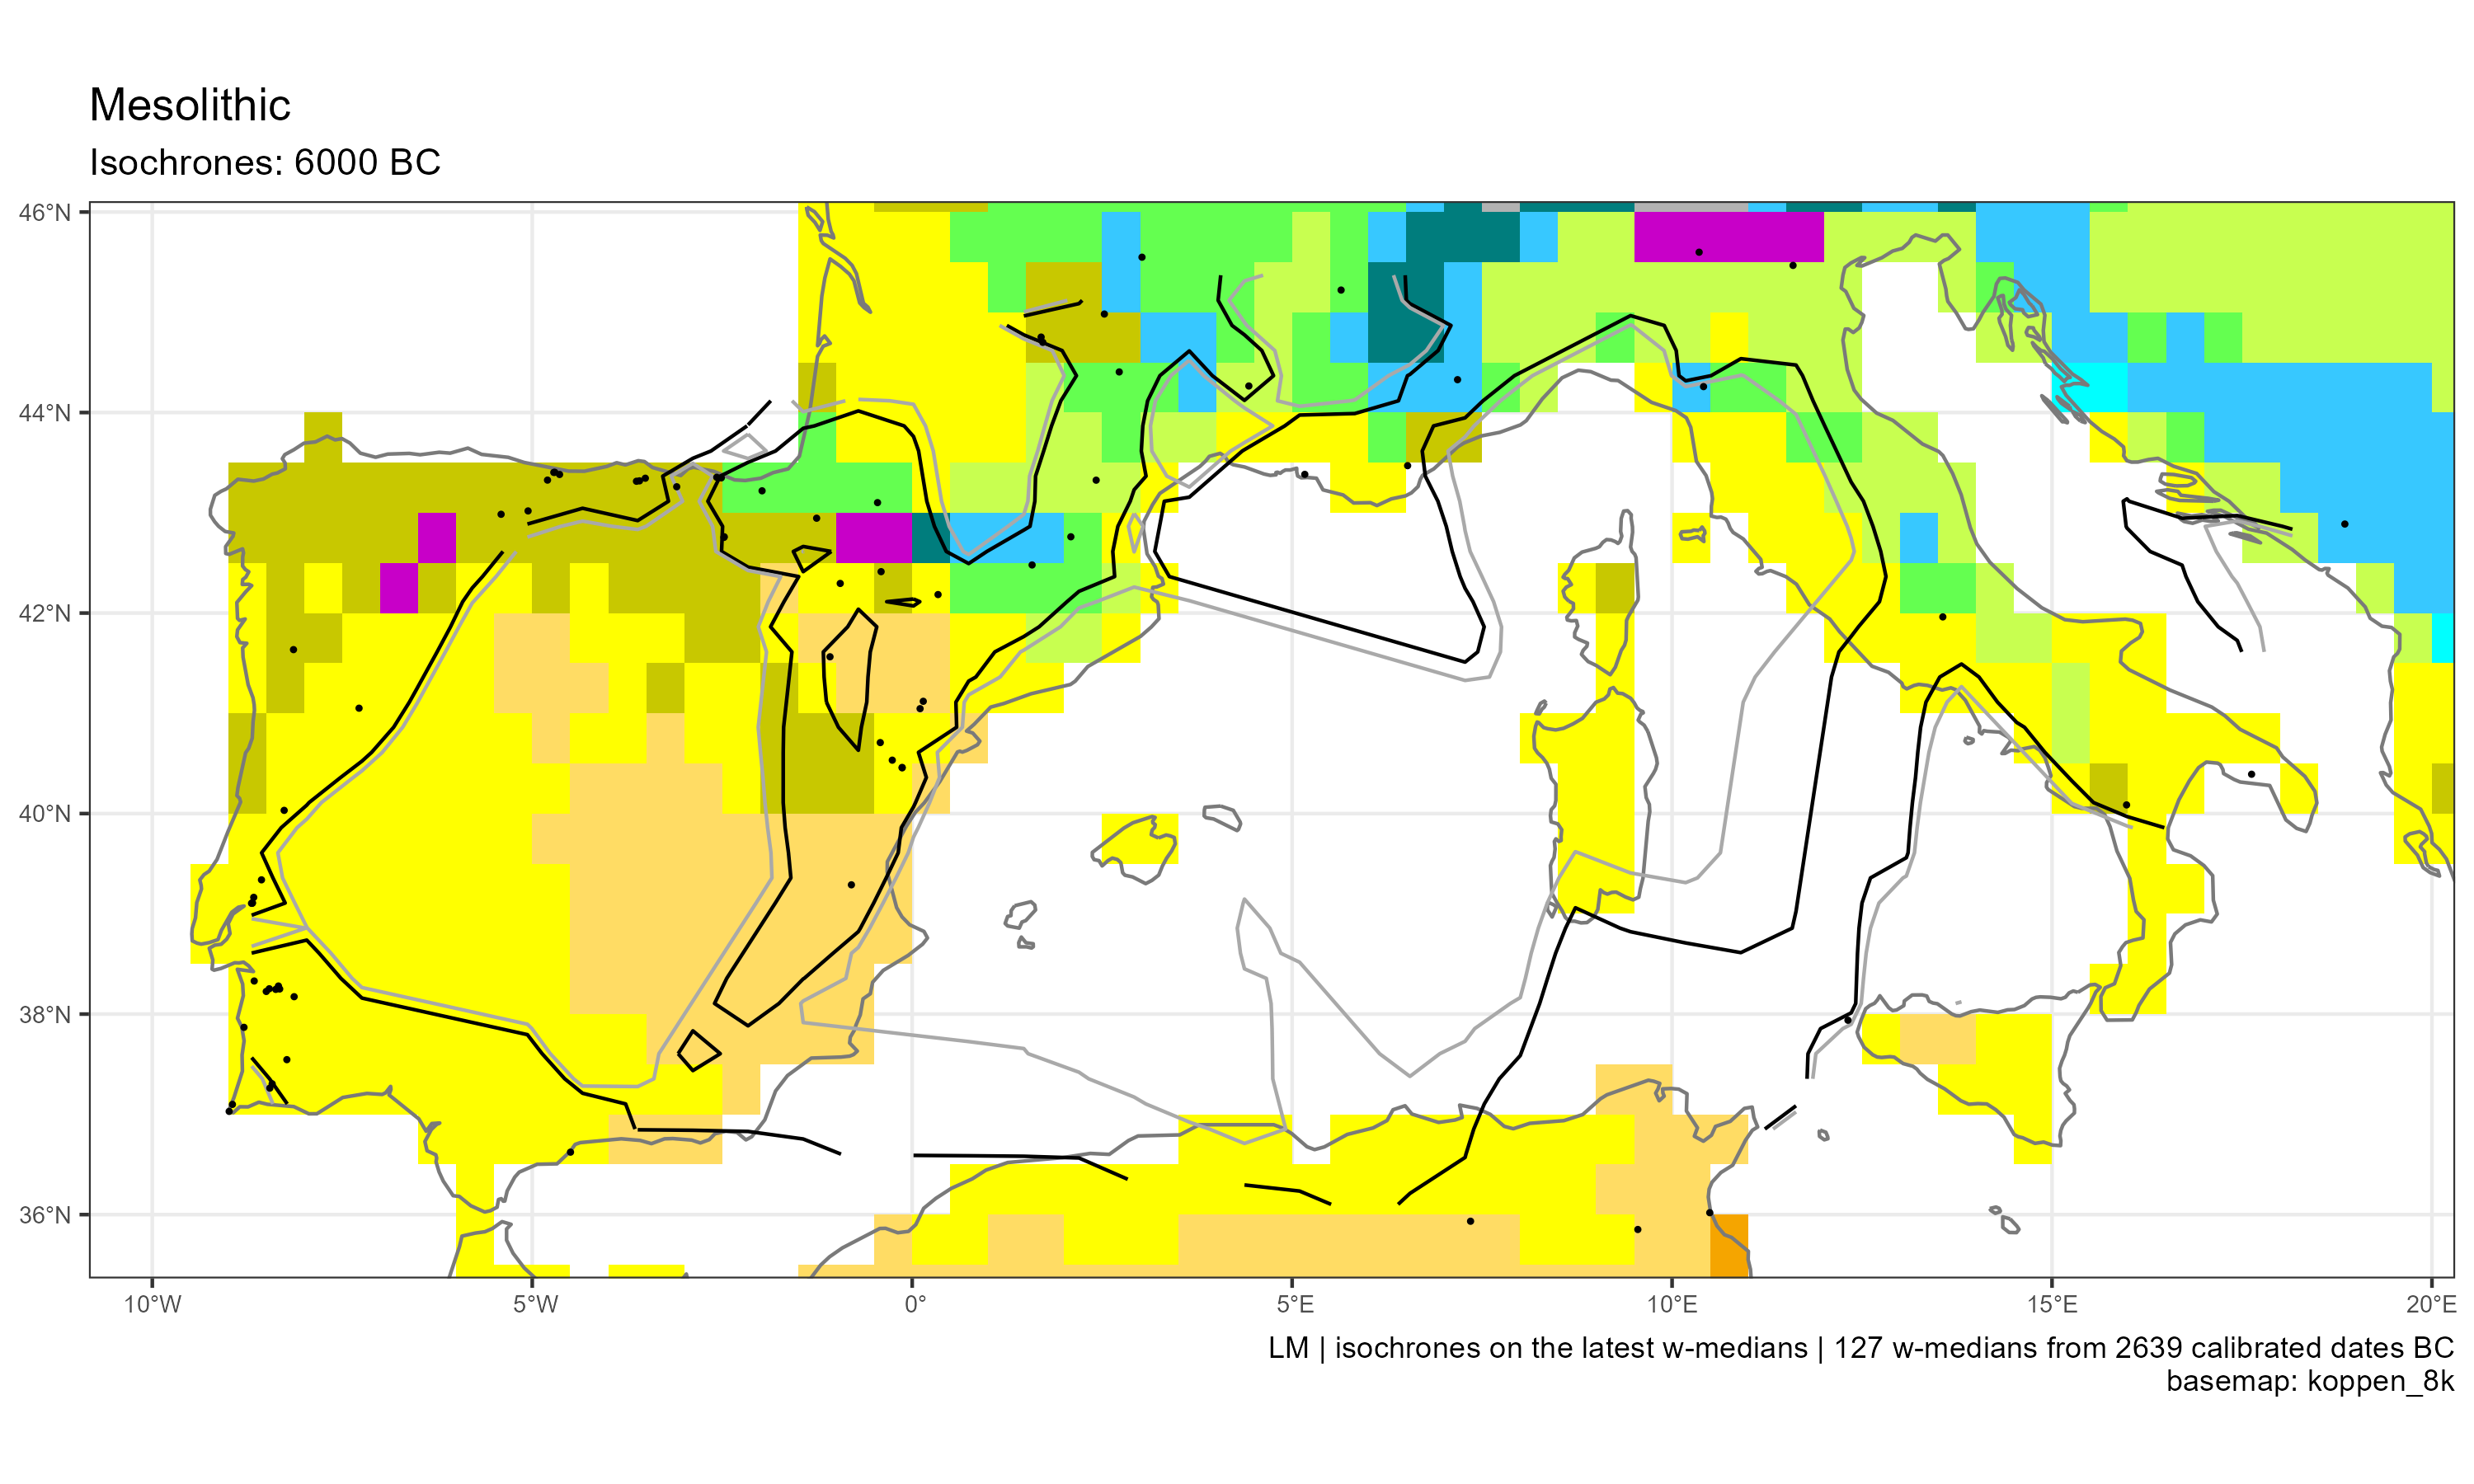 Mesolithic
Isochrones: 6000 BC
46°N
44°N
42°N
40°N
38°N
36°N
10°W
5°W
0°
5°E
10°E
15°E
20°E
LM | isochrones on the latest w-medians | 127 w-medians from 2639 calibrated dates BC
basemap: koppen_8k